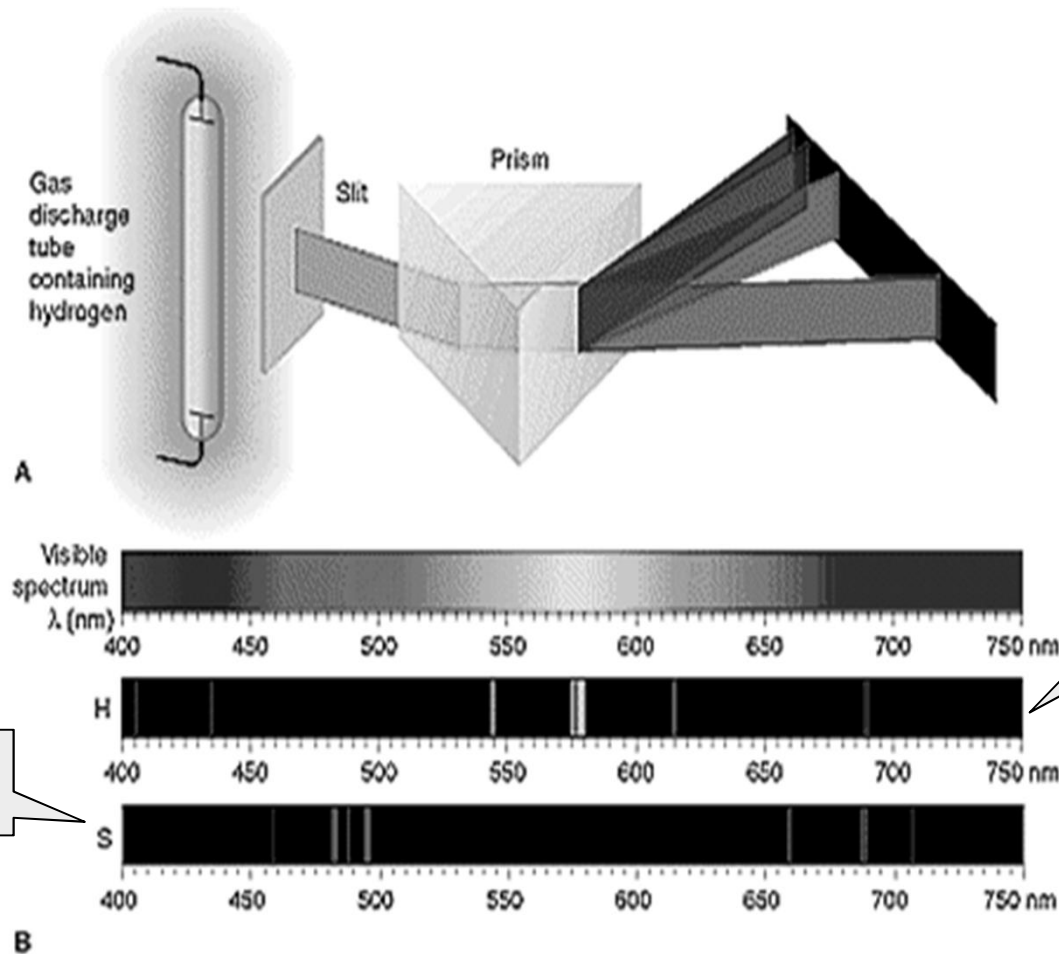 Gas
discharge
tube
containing
hydrogen
Slit
Prism
A
Visible
spectrum
λ (nm)
400 450 500 550 600 650 700 750 nm
H
400 450 500 550 600 650 700 750 nm
S
400 450 500 550 600 650 700 750 nm
B